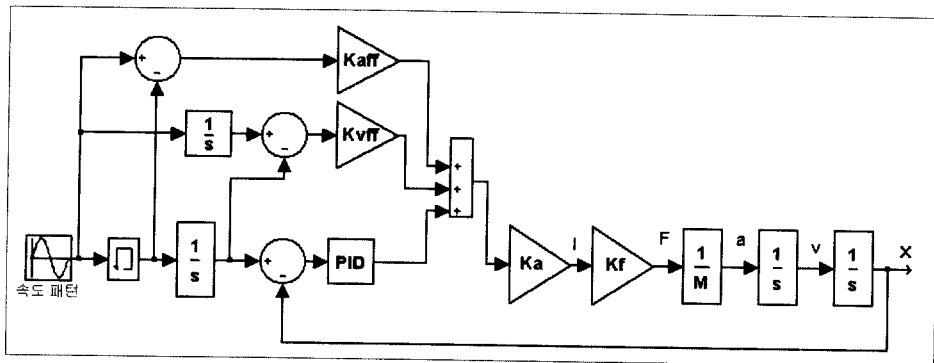 +
-
Kaff
1
s
+
-
Kvff
+
+
+
속도 패턴
1
s
+
-
PID
Ka
I
Kf
F
1
M
a
1
s
v
1
s
X